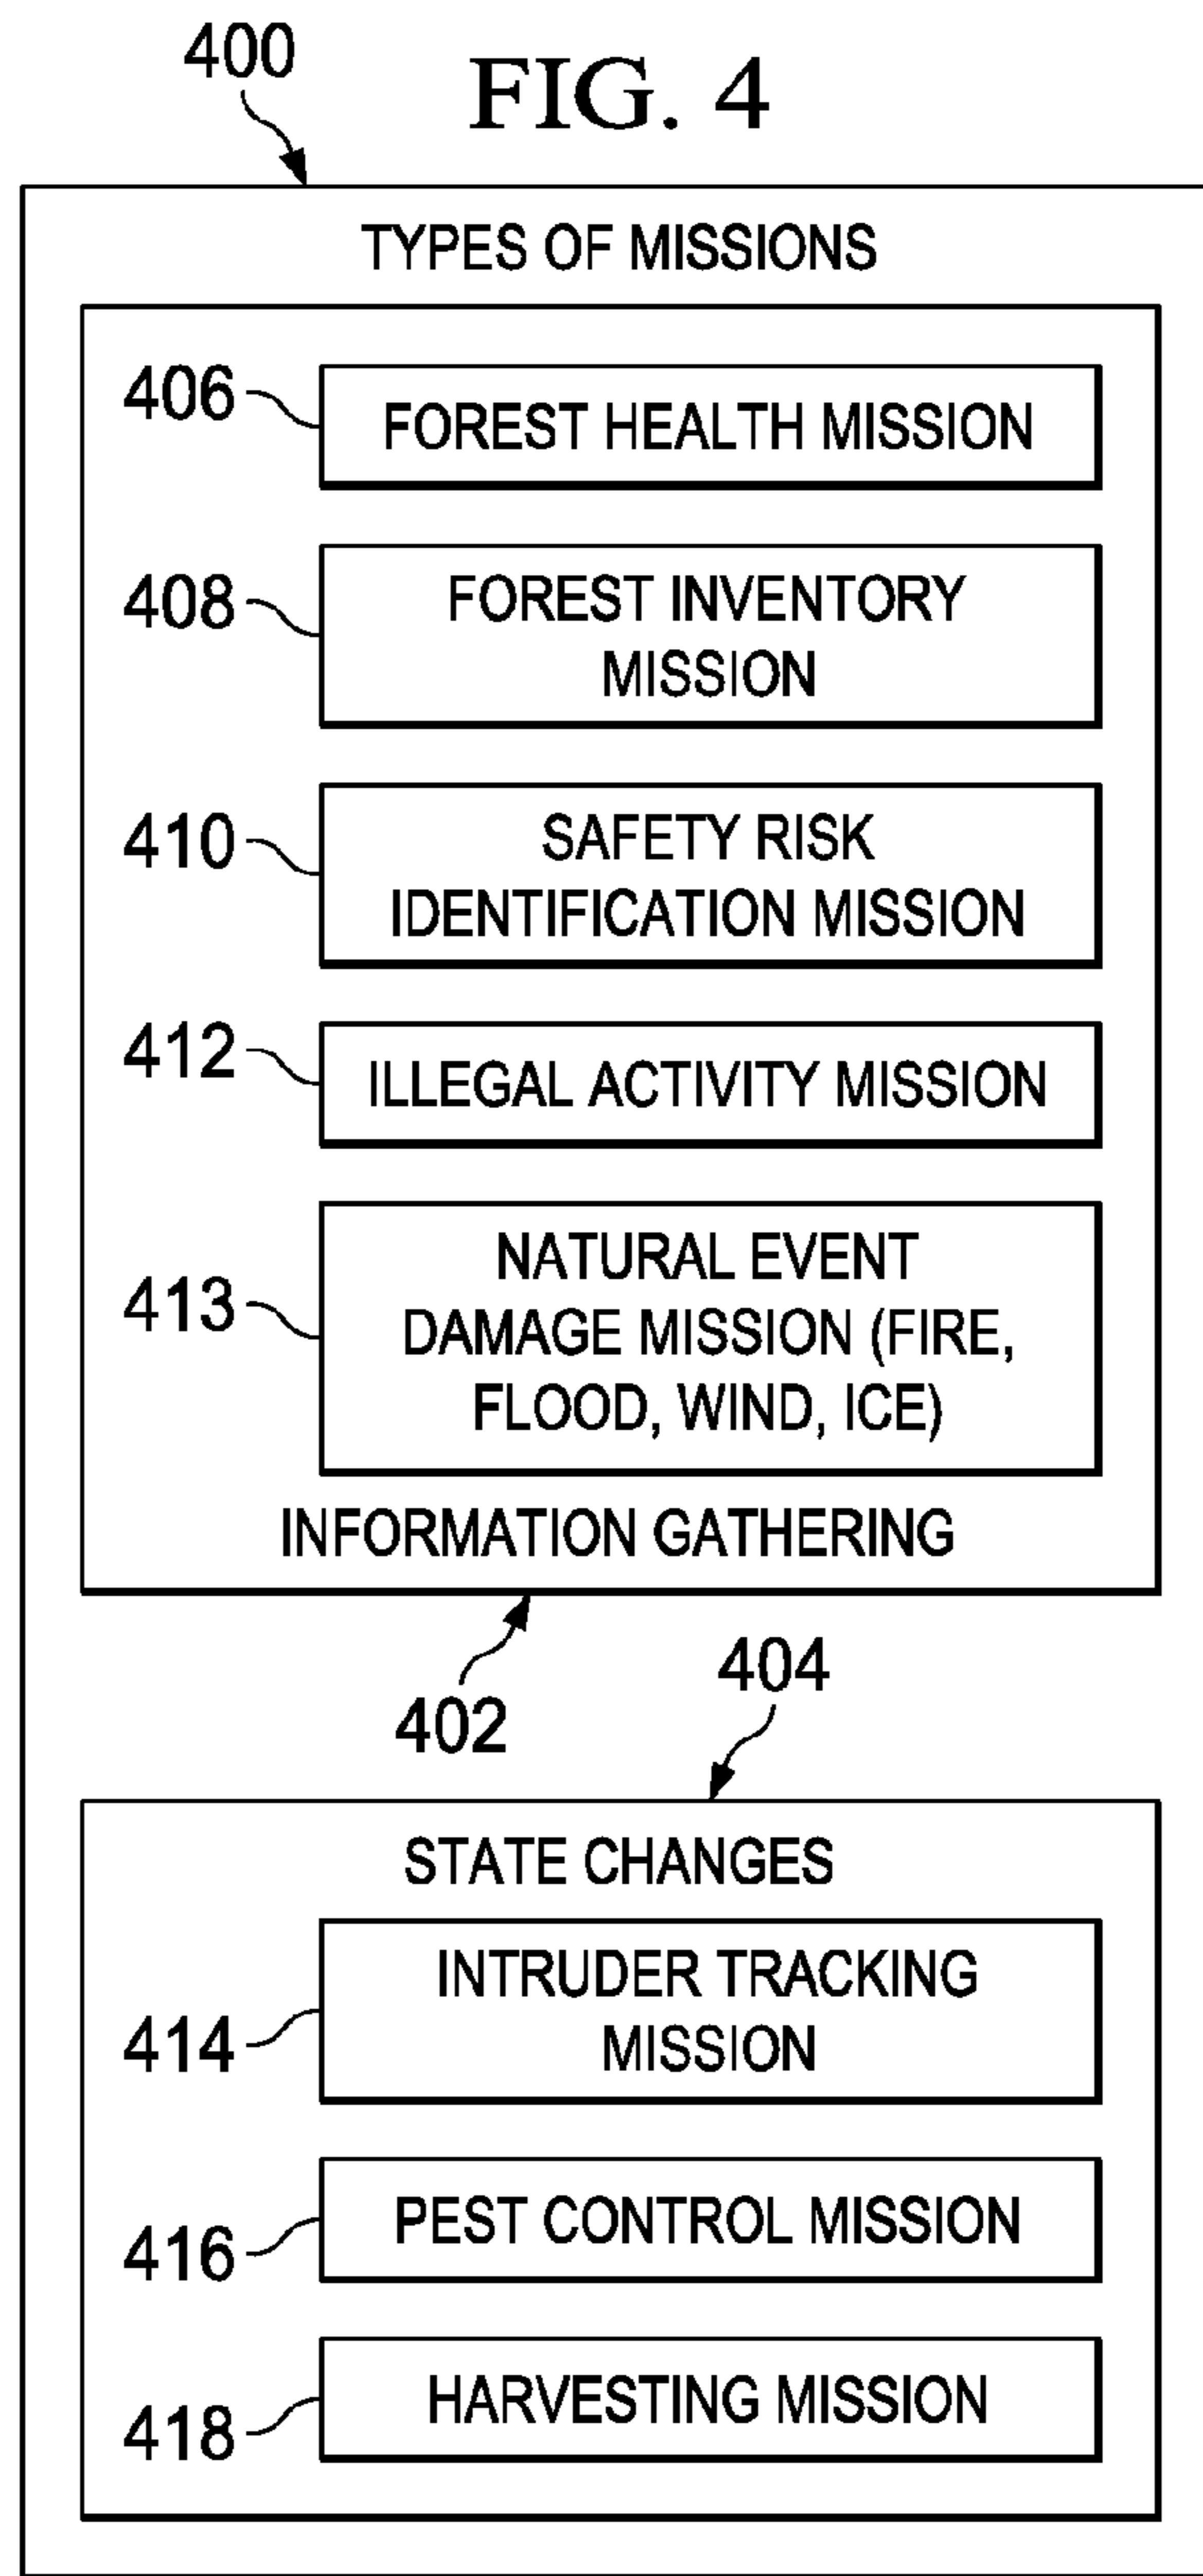 400
FIG. 4
TYPES OF MISSIONS
406
FOREST HEALTH MISSION
408
FOREST INVENTORY
MISSION
410
SAFETY RISK
IDENTIFICATION MISSION
412
ILLEGAL ACTIVITY MISSION
413
NATURAL EVENT
DAMAGE MISSION (FIRE,
FLOOD, WIND, ICE)
INFORMATION GATHERING
402
404
STATE CHANGES
414
INTRUDER TRACKING
MISSION
416
PEST CONTROL MISSION
418
HARVESTING MISSION